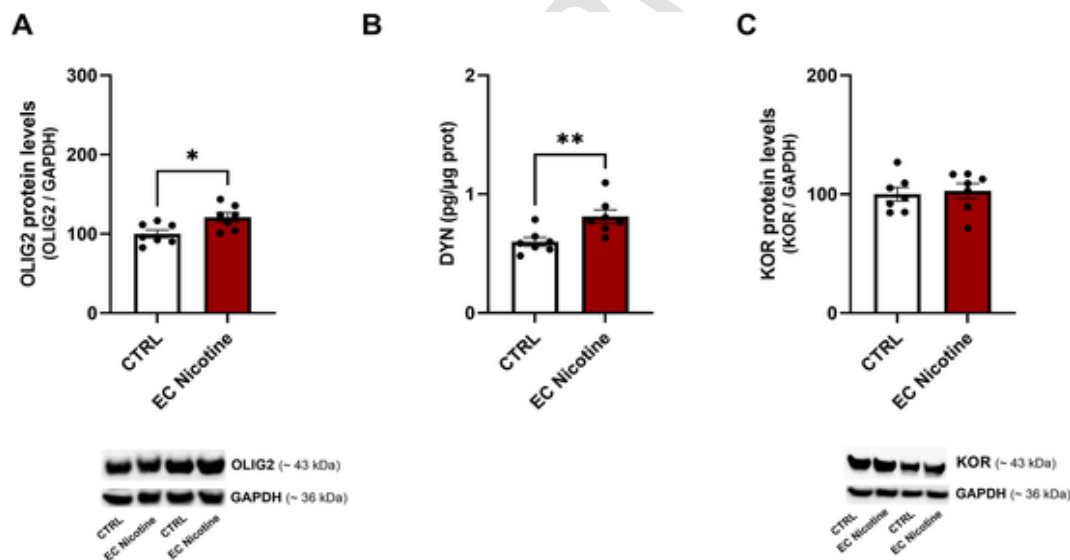 A
OLIG2 protein levels
(OLIG2 / GAPDH)
300
200
100
0
*
CTRL
EC Nicotine
OLIG2 (~ 43 kDa)
GAPDH (~ 36 kDa)
CTRL
EC Nicotine
CTRL
EC Nicotine
B
DYN (pg/µg prot)
2
1
0
**
CTRL
EC Nicotine
C
KOR protein levels
(KOR / GAPDH)
200
100
0
CTRL
EC Nicotine
KOR (~ 43 kDa)
GAPDH (~ 36 kDa)
CTRL
EC Nicotine
CTRL
EC Nicotine